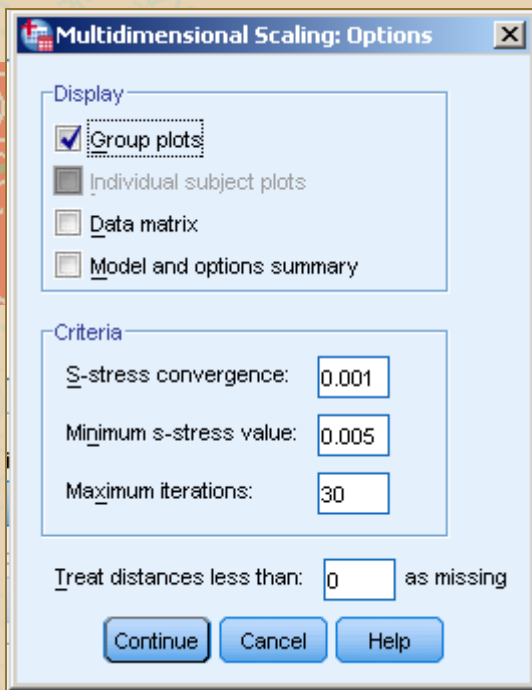 Multidimensional Scaling: Options
Display
Group plots
Individual subject plots
Data matrix
Model and options summary
Criteria
S-stress convergence: 0.001
Minimum s-stress value: 0.005
Maximum iterations: 30
Treat distances less than: 0 as missing
Continue Cancel Help